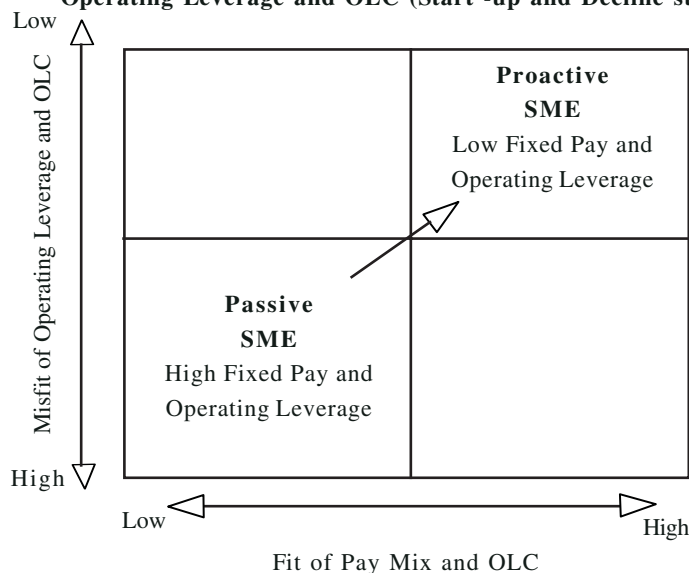 Operating Leverage and OLC (Start -up and Decline
Low
Misfit of Operating Leverage and OLC
High
Proactive
SME
Low Fixed Pay and
Operating Leverage
Passive
SME
High Fixed Pay and
Operating Leverage
Low
High
Fit of Pay Mix and OLC